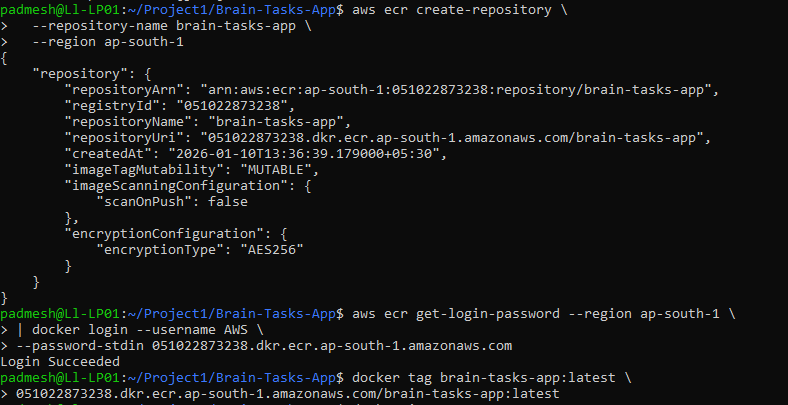 padmesh@Ll-LP01:~/Project1/Brain-Tasks-App$ aws ecr create-repository \
>   --repository-name brain-tasks-app \
>   --region ap-south-1
{
    "repository": {
        "repositoryArn": "arn:aws:ecr:ap-south-1:051022873238:repository/brain-tasks-app",
        "registryId": "051022873238",
        "repositoryName": "brain-tasks-app",
        "repositoryUri": "051022873238.dkr.ecr.ap-south-1.amazonaws.com/brain-tasks-app",
        "createdAt": "2026-01-10T13:36:39.179000+05:30",
        "imageTagMutability": "MUTABLE",
        "imageScanningConfiguration": {
            "scanOnPush": false
        },
        "encryptionConfiguration": {
            "encryptionType": "AES256"
        }
    }
}
padmesh@Ll-LP01:~/Project1/Brain-Tasks-App$ aws ecr get-login-password --region ap-south-1 \
> | docker login --username AWS \
> --password-stdin 051022873238.dkr.ecr.ap-south-1.amazonaws.com
Login Succeeded
padmesh@Ll-LP01:~/Project1/Brain-Tasks-App$ docker tag brain-tasks-app:latest \
> 051022873238.dkr.ecr.ap-south-1.amazonaws.com/brain-tasks-app:latest